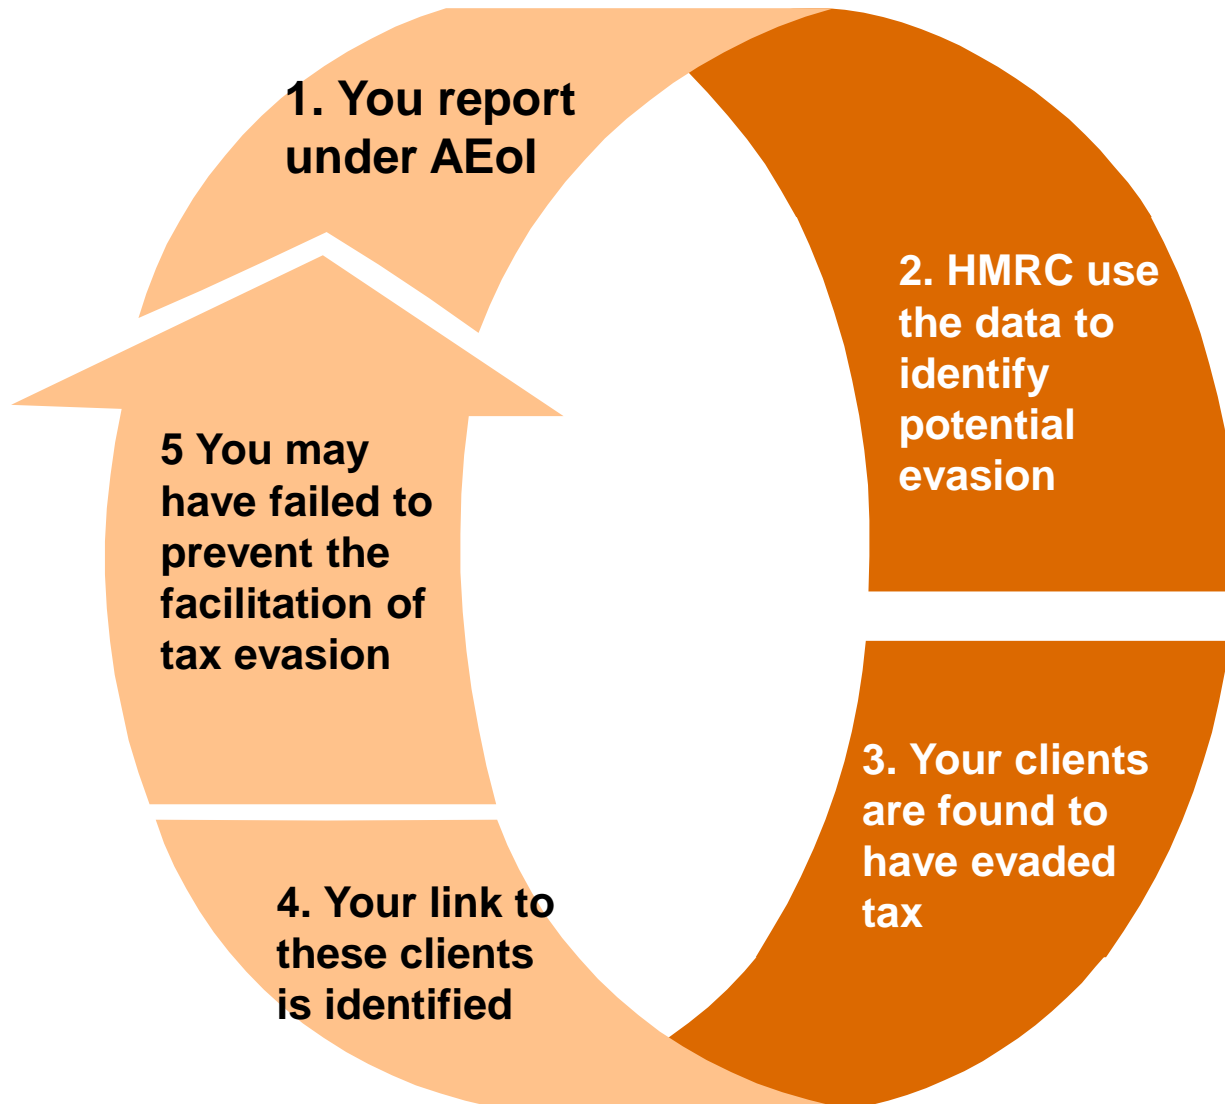 1. You report
under AEoI
2. HMRC use
the data to
identify
potential
evasion
3. Your clients
are found to
have evaded
tax
4. Your link to
these clients
is identified
5 You may
have failed to
prevent the
facilitation of
tax evasion